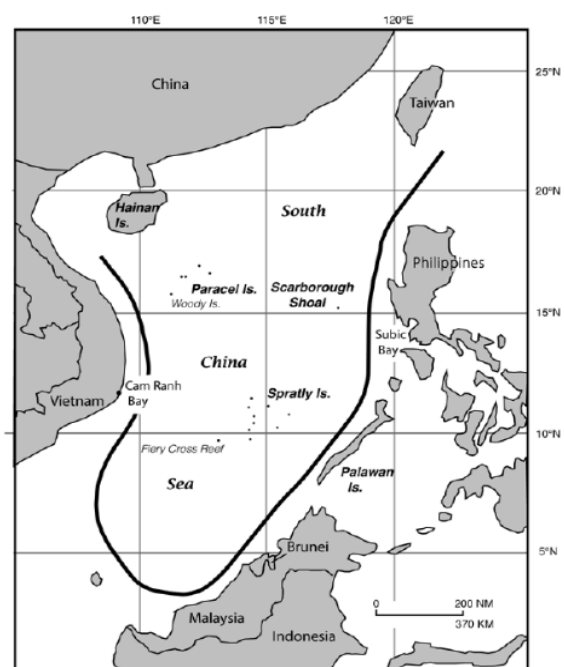 110°E 115°E 120°E
25°N
China
Taiwan
20°N
Hainan
Is.
South
Philippines
Paracel Is.
Woody Is.
Scarborough
Shoal
15°N
Subic
Bay
China
Cam Ranh
Bay
Vietnam
Spratly Is.
10°N
Fiery Cross Reef
Palawan
Is.
Sea
Brunei
5°N
0 200 NM
370 KM
Malaysia
Indonesia